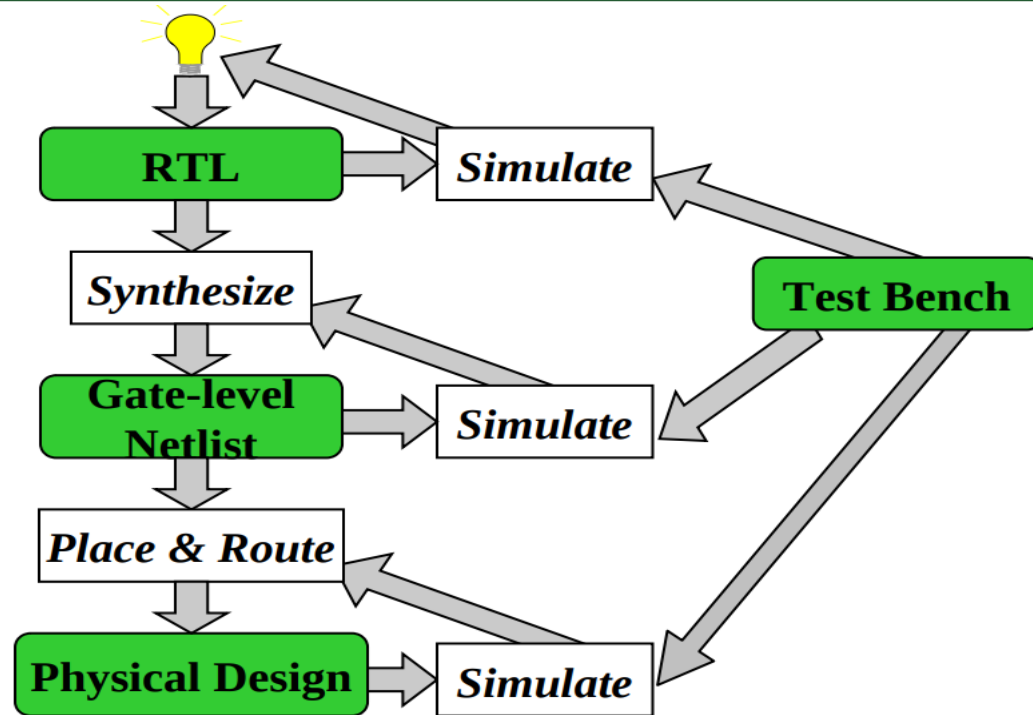 RTL
Simulate
Synthesize
Test Bench
Gate-level
Netlist
Simulate
Place & Route
Physical Design
Simulate